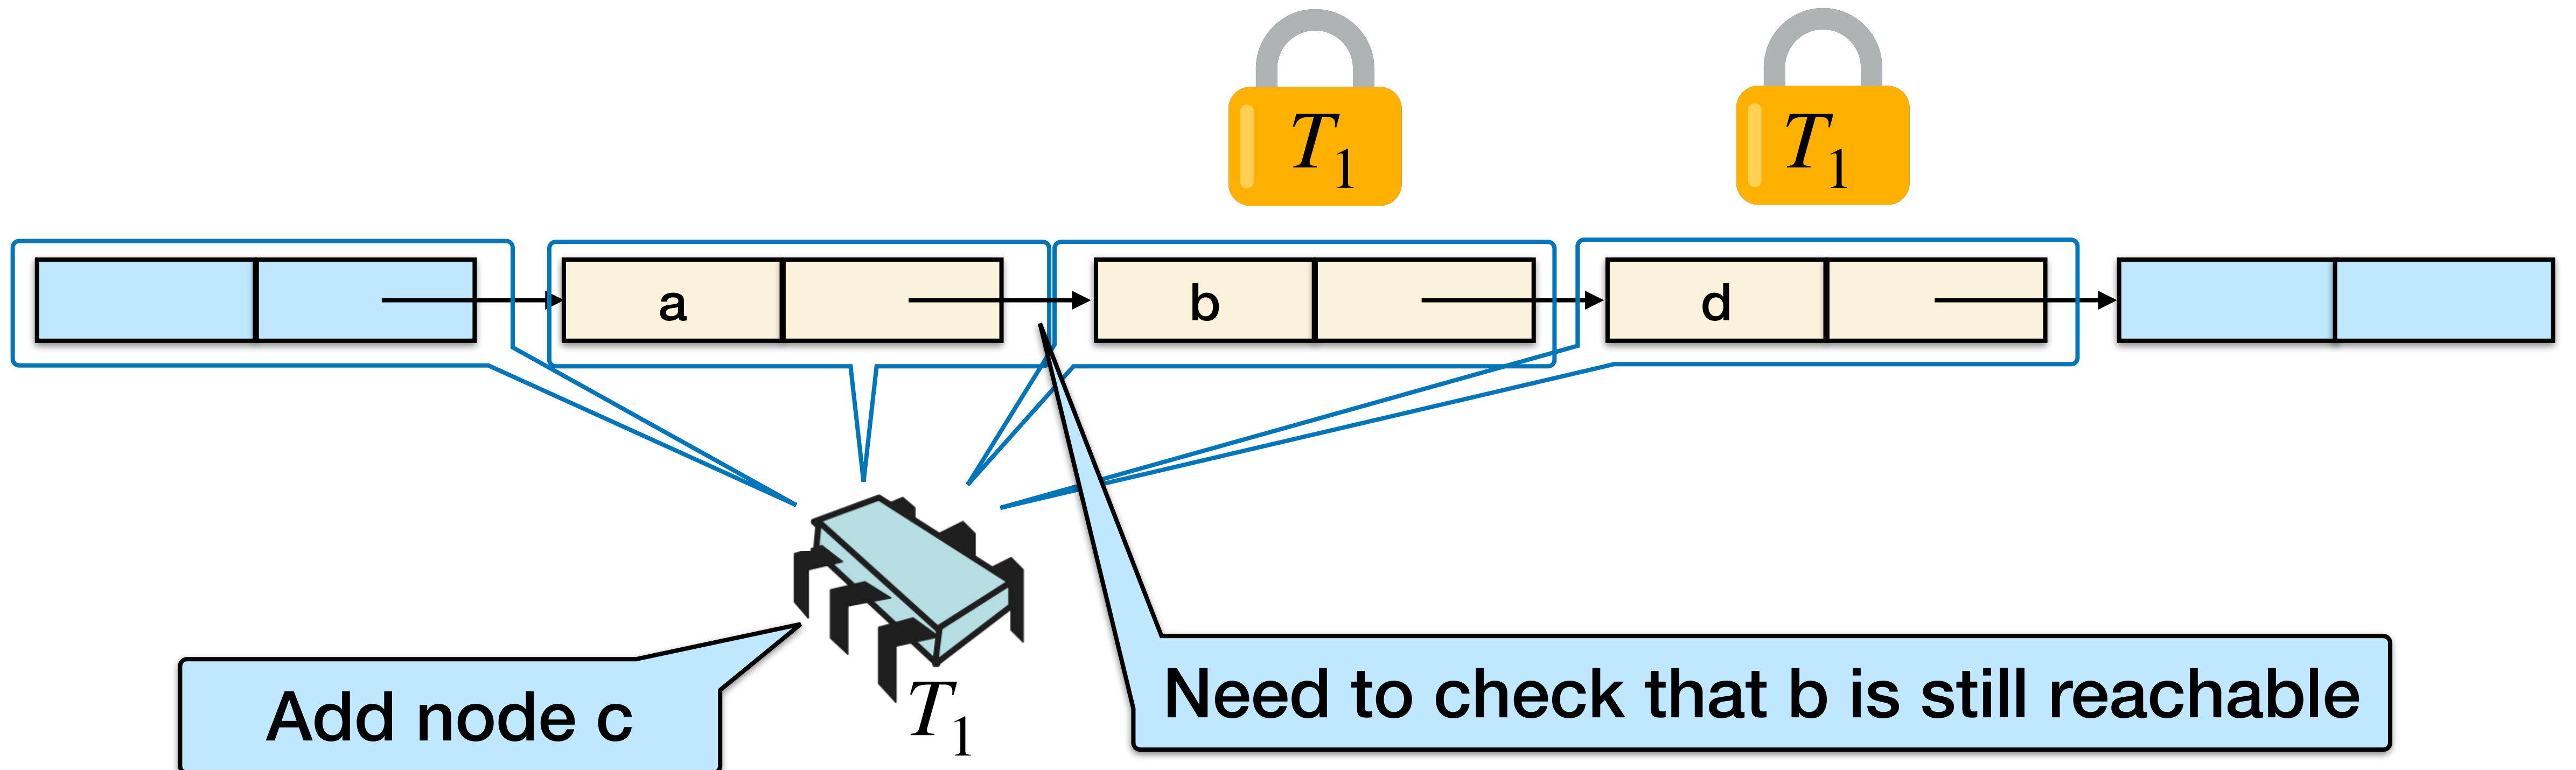 T1
T1
a
b
d
Add node c
T1
Need to check that b is still reachable